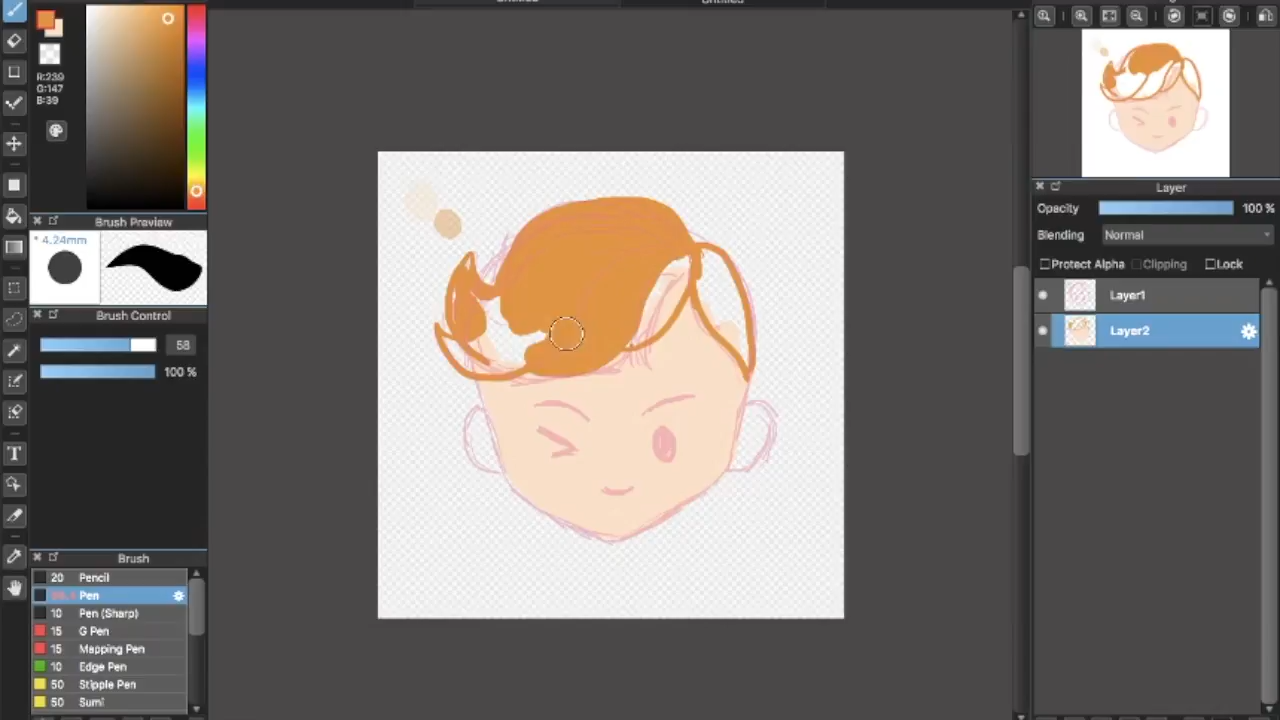 Untitled
Untitled
R:239
G:147
B:39
Brush Preview
* 4.24mm
Brush Control
58
100 %
Brush
20 Pencil
Pen
10 Pen (Sharp)
15 G Pen
15 Mapping Pen
10 Edge Pen
50 Stipple Pen
50 Sumi
T
Layer
Opacity 100 %
Blending Normal
Protect Alpha Clipping Lock
Layer1
Layer2